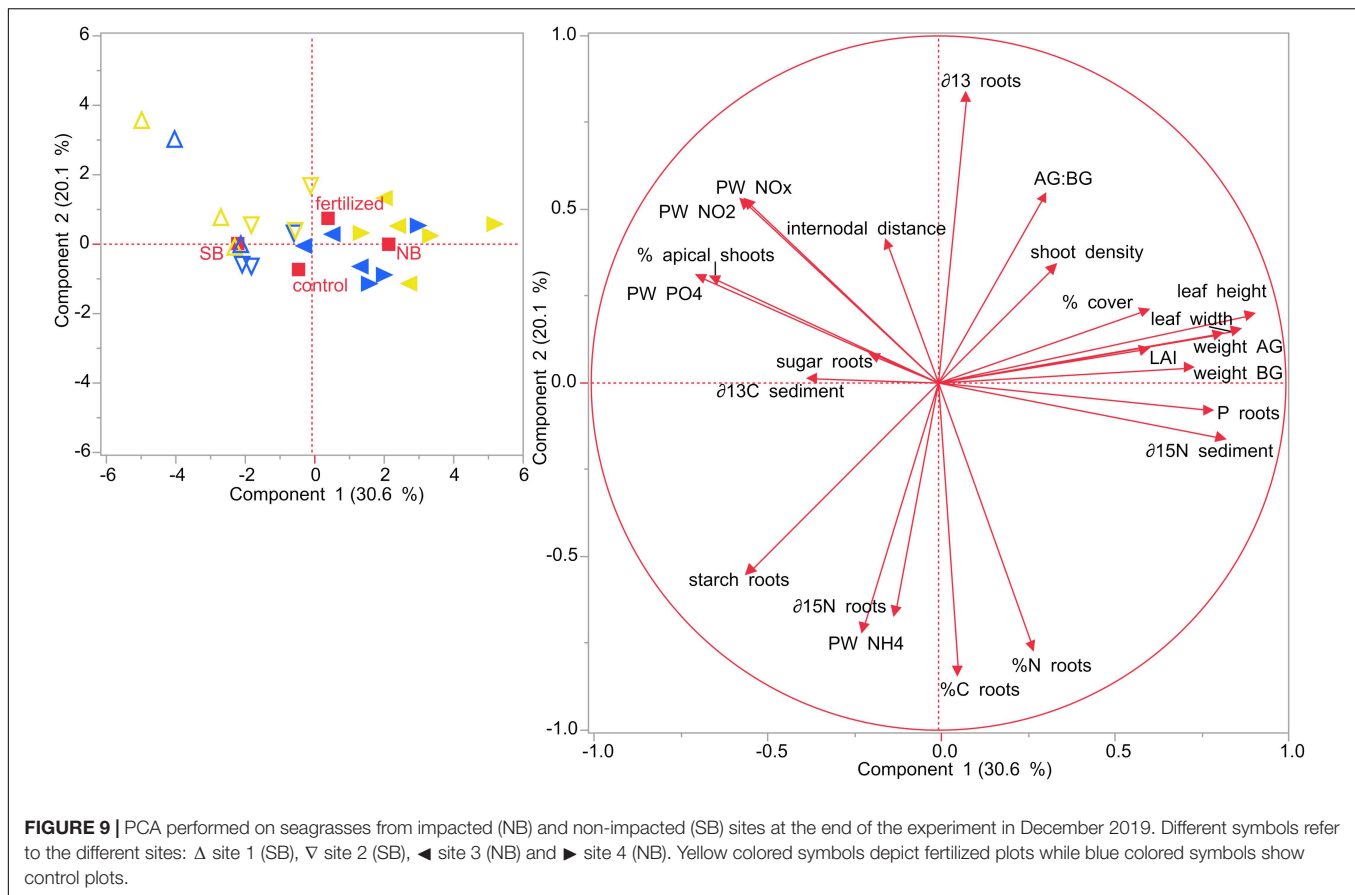 6
4
2
0
-2
-4
-6
Component 2 (20.1 %)
fertilized
SB
NB
control
-6
-4
-2
0
2
4
6
Component 1 (30.6 %)
1.0
0.5
0.0
-0.5
-1.0
Component 2 (20.1 %)
∂13 roots
AG:BG
PW NOx
PW NO2
internodal distance
% apical shoots
shoot density
PW PO4
% cover
leaf height
leaf width
weight AG
sugar roots
LAI
weight BG
∂13C sediment
P roots
∂15N sediment
starch roots
∂15N roots
PW NH4
%N roots
%C roots
-1.0
-0.5
0.0
0.5
1.0
Component 1 (30.6 %)
FIGURE 9 | PCA performed on seagrasses from impacted (NB) and non-impacted (SB) sites at the end of the experiment in December 2019. Different symbols refer
to the different sites: Δ site 1 (SB), ∇ site 2 (SB), ◄ site 3 (NB) and ► site 4 (NB). Yellow colored symbols depict fertilized plots while blue colored symbols show
control plots.